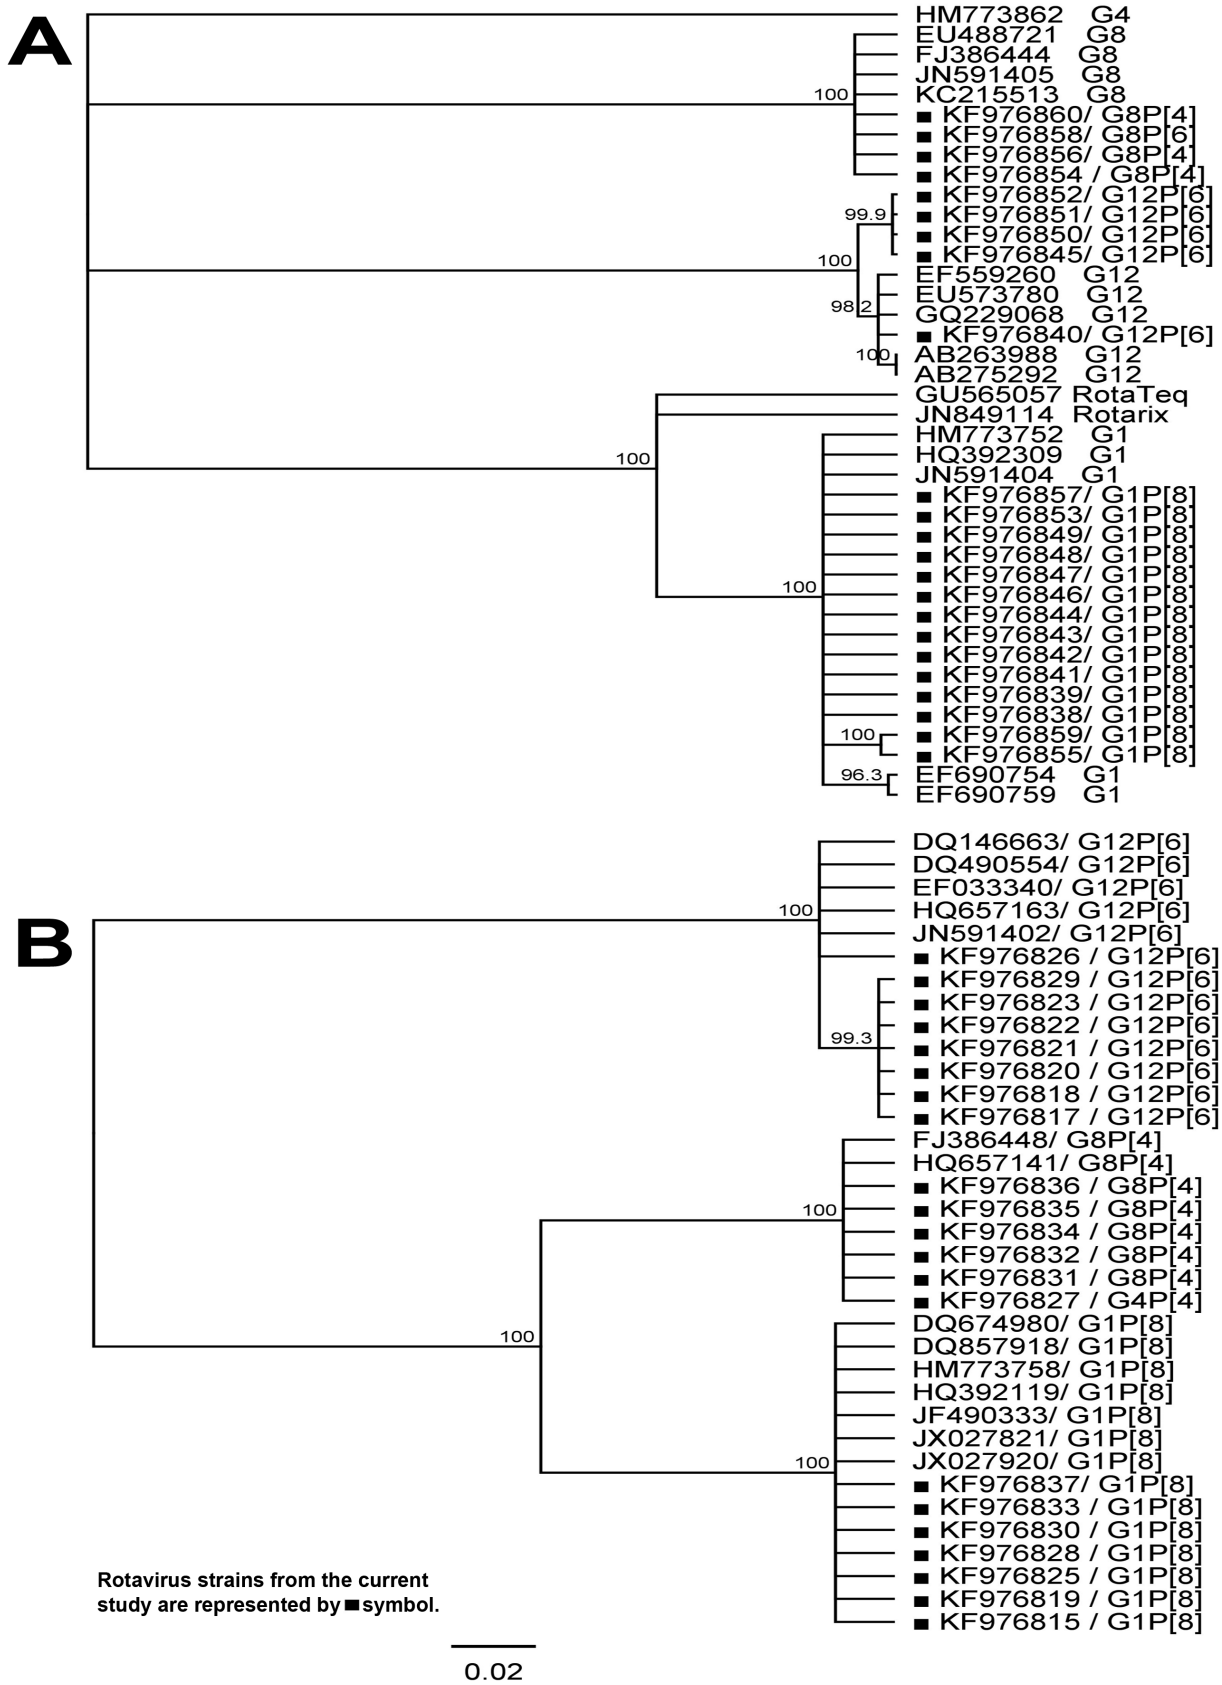 A
HM773862 G4
EU488721 G8
FJ386444 G8
JN591405 G8
100
KC215513 G8
■ KF976860/ G8P[4]
■ KF976858/ G8P[6]
■ KF976856/ G8P[4]
■ KF976854 / G8P[4]
■ KF976852/ G12P[6]
99.9
■ KF976851/ G12P[6]
■ KF976850/ G12P[6]
■ KF976845/ G12P[6]
100
EF559260 G12
EU573780 G12
98.2
GQ229068 G12
■ KF976840/ G12P[6]
100
AB263988 G12
AB275292 G12
GU565057 RotaTeq
JN849114 Rotarix
HM773752 G1
100
HQ392309 G1
JN591404 G1
■ KF976857/ G1P[8]
■ KF976853/ G1P[8]
■ KF976849/ G1P[8]
■ KF976848/ G1P[8]
■ KF976847/ G1P[8]
100
■ KF976846/ G1P[8]
■ KF976844/ G1P[8]
■ KF976843/ G1P[8]
■ KF976842/ G1P[8]
■ KF976841/ G1P[8]
■ KF976839/ G1P[8]
■ KF976838/ G1P[8]
100
■ KF976859/ G1P[8]
■ KF976855/ G1P[8]
96.3
EF690754 G1
EF690759 G1
B
DQ146663/ G12P[6]
DQ490554/ G12P[6]
EF033340/ G12P[6]
100
HQ657163/ G12P[6]
JN591402/ G12P[6]
■ KF976826 / G12P[6]
■ KF976829 / G12P[6]
■ KF976823 / G12P[6]
■ KF976822 / G12P[6]
99.3
■ KF976821 / G12P[6]
■ KF976820 / G12P[6]
■ KF976818 / G12P[6]
■ KF976817 / G12P[6]
FJ386448/ G8P[4]
HQ657141/ G8P[4]
■ KF976836 / G8P[4]
100
■ KF976835 / G8P[4]
■ KF976834 / G8P[4]
■ KF976832 / G8P[4]
■ KF976831 / G8P[4]
■ KF976827 / G4P[4]
100
DQ674980/ G1P[8]
DQ857918/ G1P[8]
HM773758/ G1P[8]
HQ392119/ G1P[8]
JF490333/ G1P[8]
JX027821/ G1P[8]
100
JX027920/ G1P[8]
■ KF976837/ G1P[8]
■ KF976833 / G1P[8]
■ KF976830 / G1P[8]
■ KF976828 / G1P[8]
■ KF976825 / G1P[8]
■ KF976819 / G1P[8]
■ KF976815 / G1P[8]
Rotavirus strains from the current
study are represented by ■ symbol.
0.02